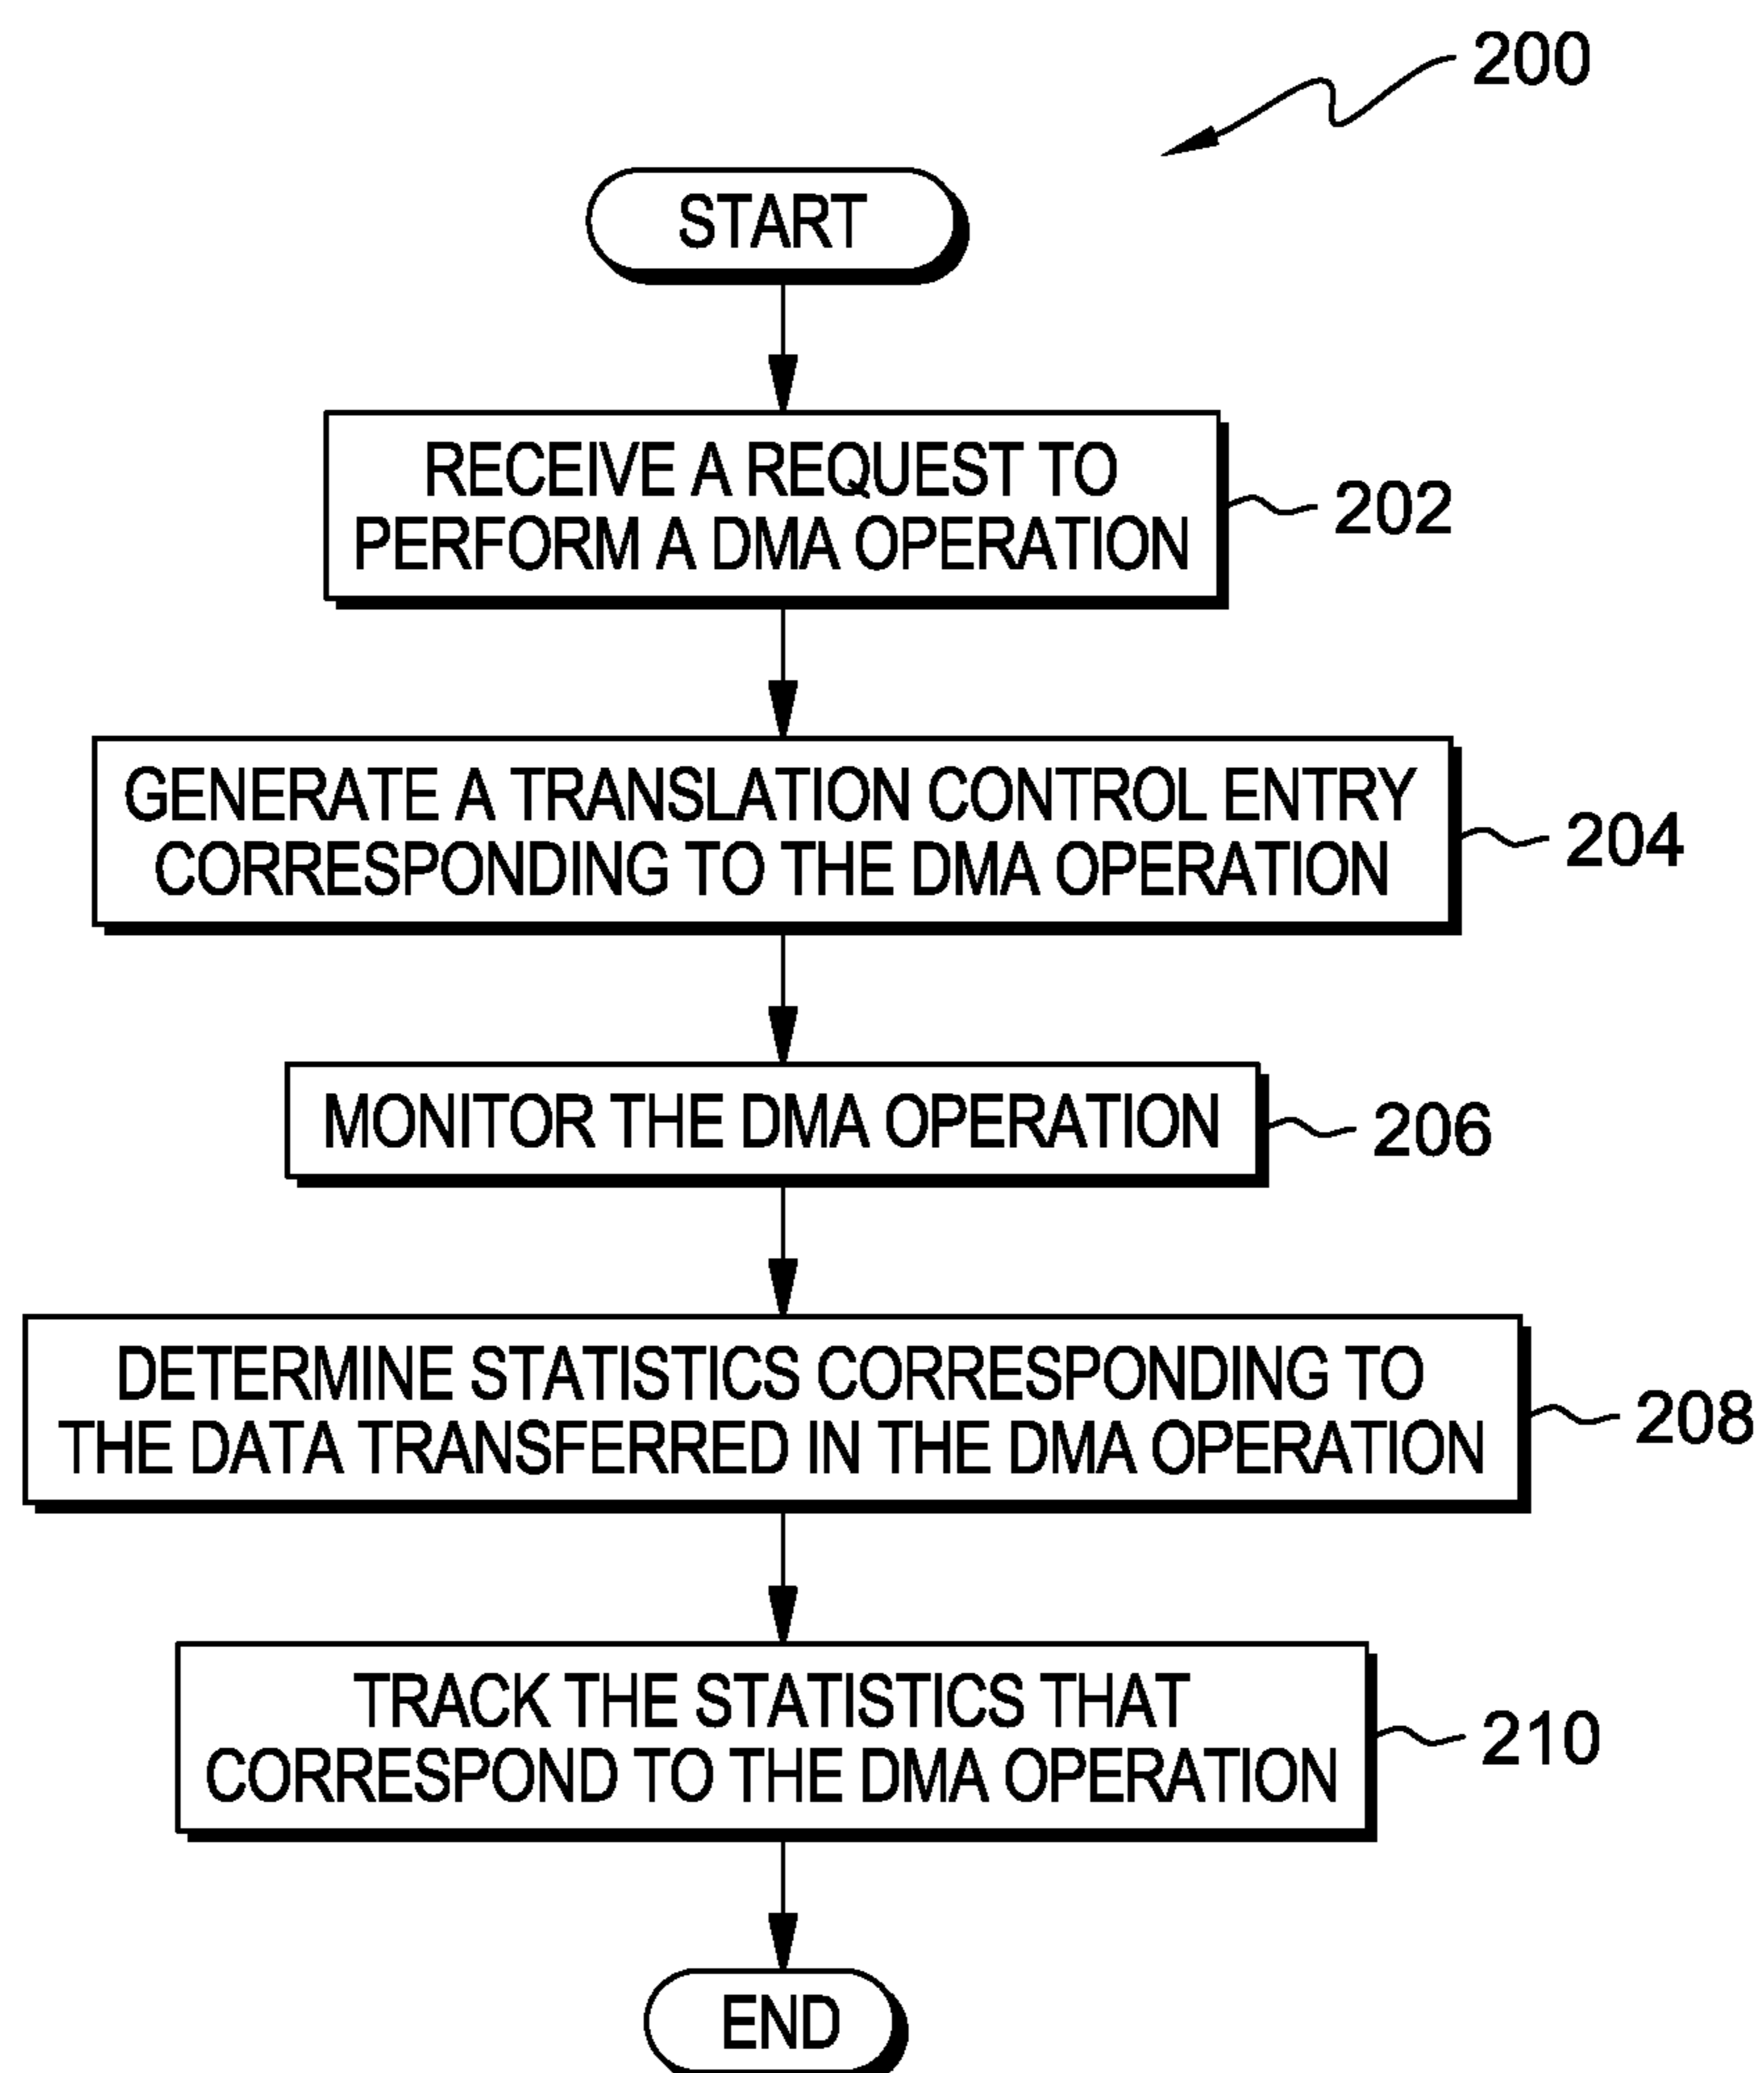 200
START
RECEIVE A REQUEST TO
PERFORM A DMA OPERATION
202
GENERATE A TRANSLATION CONTROL ENTRY
CORRESPONDING TO THE DMA OPERATION
204
MONITOR THE DMA OPERATION
206
DETERMINE STATISTICS CORRESPONDING TO
THE DATA TRANSFERRED IN THE DMA OPERATION
208
TRACK THE STATISTICS THAT
CORRESPOND TO THE DMA OPERATION
210
END